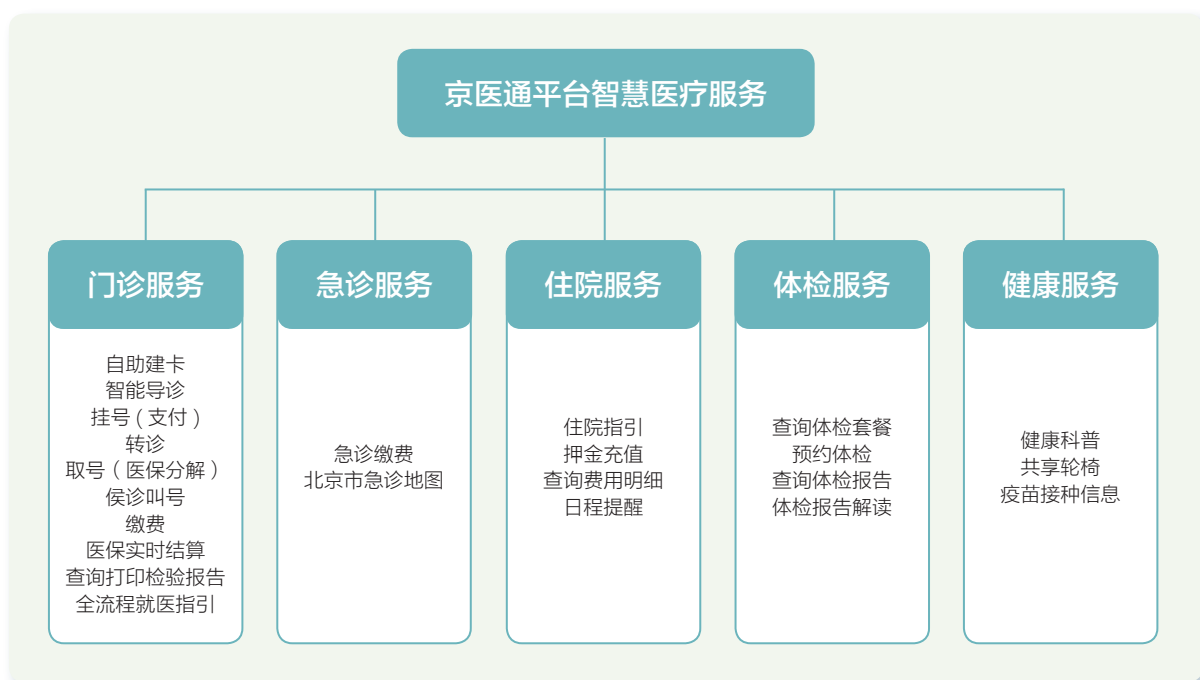 京医通平台智慧医疗服务
门诊服务
自助建卡
智能导诊
挂号(支付)
转诊
取号(医保分解)
侯诊叫号
缴费
医保实时结算
查询打印检验报告
全流程就医指引
急诊服务
急诊缴费
北京市急诊地图
住院服务
住院指引
押金充值
查询费用明细
日程提醒
体检服务
查询体检套餐
预约体检
查询体检报告
体检报告解读
健康服务
健康科普
共享轮椅
疫苗接种信息